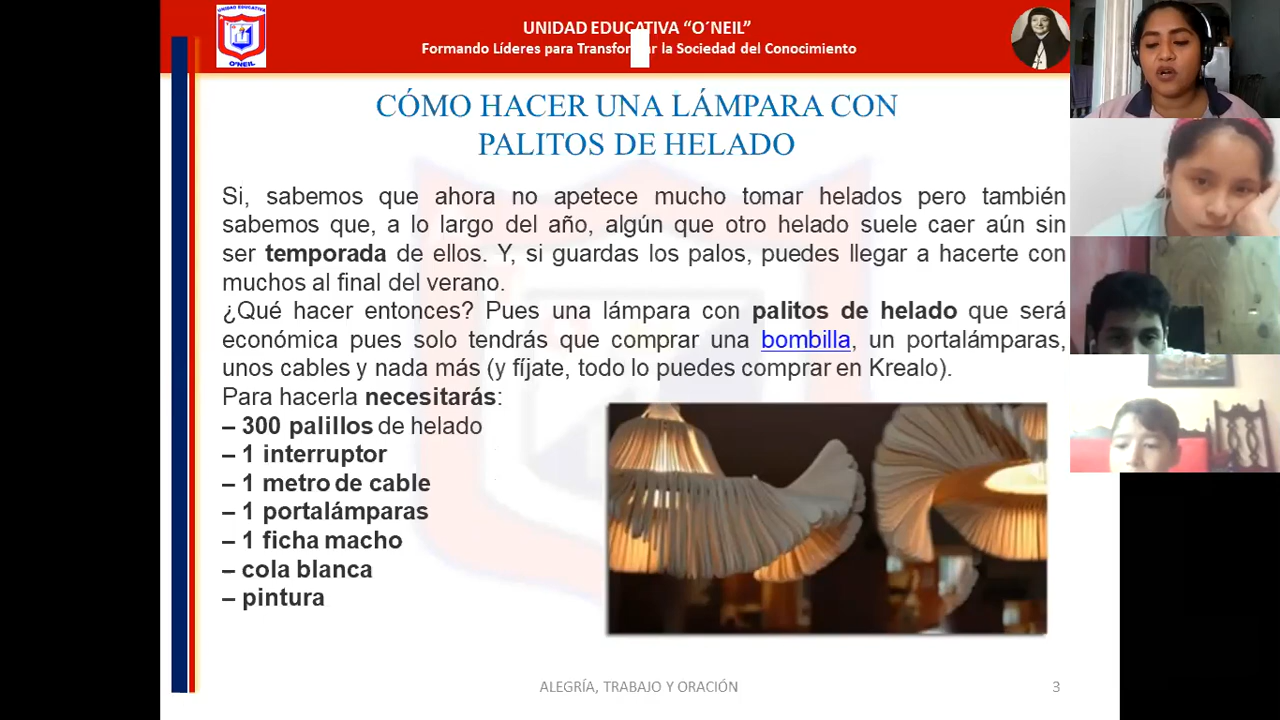 UNIDAD EDUCATIVA
O´NEIL
UNIDAD EDUCATIVA “O´NEIL”
Formando Líderes para Transformar la Sociedad del Conocimiento
CÓMO HACER UNA LÁMPARA CON
PALITOS DE HELADO
Si, sabemos que ahora no apetece mucho tomar helados pero también
sabemos que, a lo largo del año, algún que otro helado suele caer aún sin
ser temporada de ellos. Y, si guardas los palos, puedes llegar a hacerte con
muchos al final del verano.
¿Qué hacer entonces? Pues una lámpara con palitos de helado que será
económica pues solo tendrás que comprar una bombilla, un portalámparas,
unos cables y nada más (y fíjate, todo lo puedes comprar en Krealo).
Para hacerla necesitarás:
– 300 palillos de helado
– 1 interruptor
– 1 metro de cable
– 1 portalámparas
– 1 ficha macho
– cola blanca
– pintura
ALEGRÍA, TRABAJO Y ORACIÓN
3